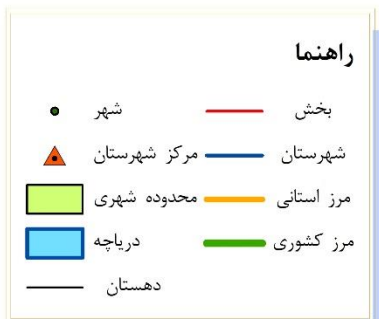 راهنما
بخش شهر
شهرستان مرکز شهرستان
مرز استانی محدوده شهری
مرز کشوری دریاچه
دهستان